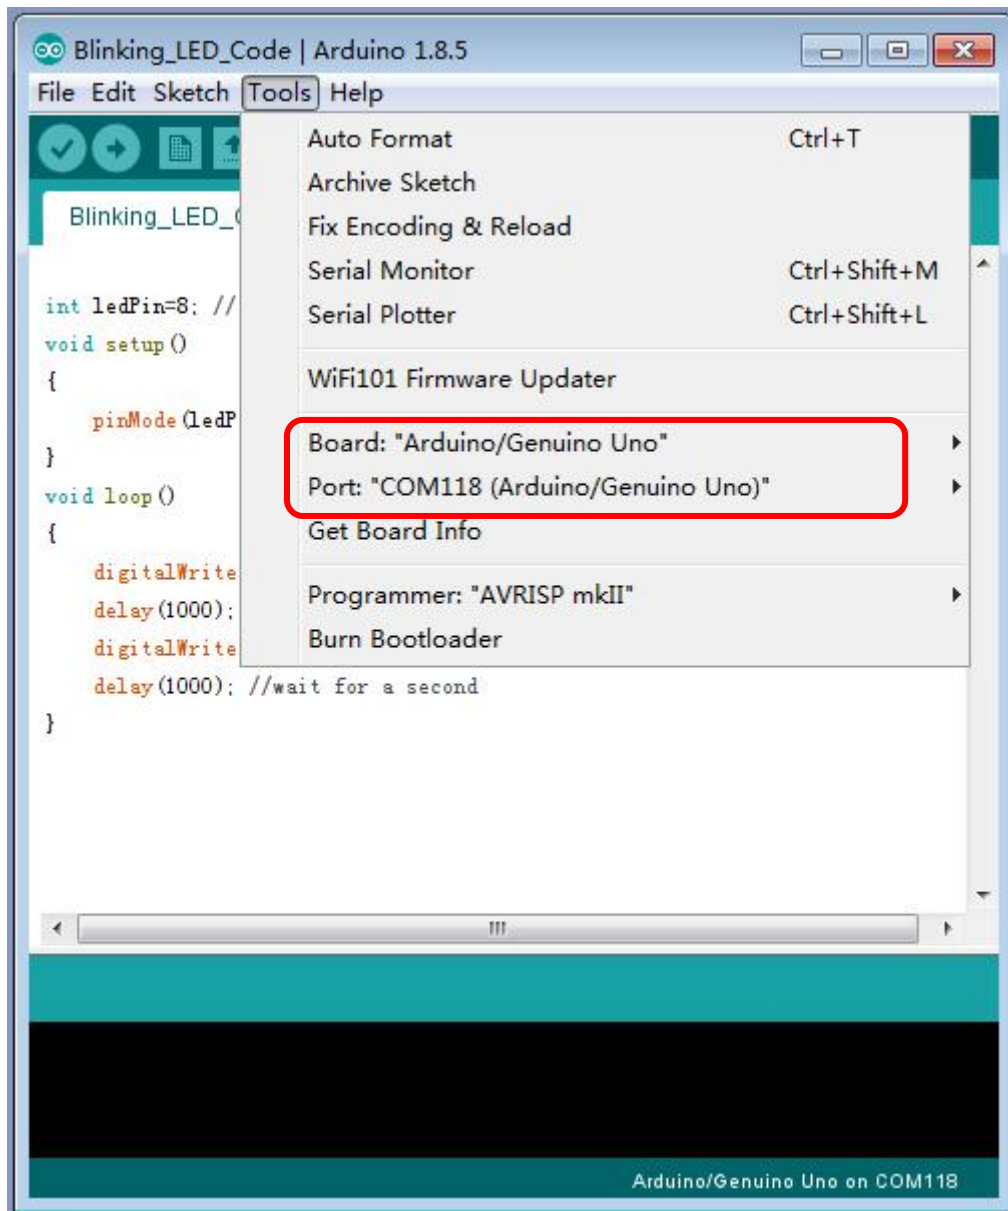 Blinking_LED_Code | Arduino 1.8.5
File Edit Sketch Tools Help
Auto Format Ctrl+T
Archive Sketch
Fix Encoding & Reload
Serial Monitor Ctrl+Shift+M
Serial Plotter Ctrl+Shift+L
WiFi101 Firmware Updater
Board: "Arduino/Genuino Uno"
Port: "COM118 (Arduino/Genuino Uno)"
Get Board Info
Programmer: "AVRISP mkII"
Burn Bootloader
Blinking_LED_
int ledPin=8; //
void setup()
{
pinMode(ledP
}
void loop()
{
digitalWrite
delay(1000);
digitalWrite
delay(1000); //wait for a second
}
Arduino/Genuino Uno on COM118